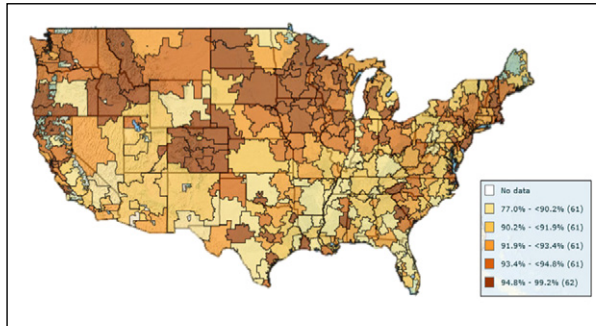 No data
77.0% - <90.2% (61)
90.2% - <91.9% (61)
91.9% - <93.4% (61)
93.4% - <94.8% (61)
94.8% - 99.2% (62)